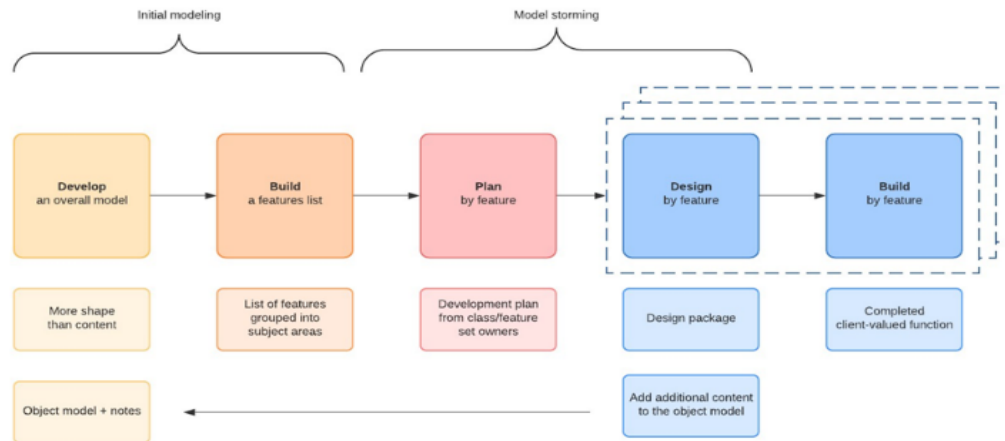 Initial modeling
Model storming
Develop
an overall model
Build
a features list
Plan
by feature
Design
by feature
Build
by feature
More shape
than content
List of features
grouped into
subject areas
Development plan
from class/feature
set owners
Design package
Completed
client-valued function
Object model + notes
Add additional content
to the object model